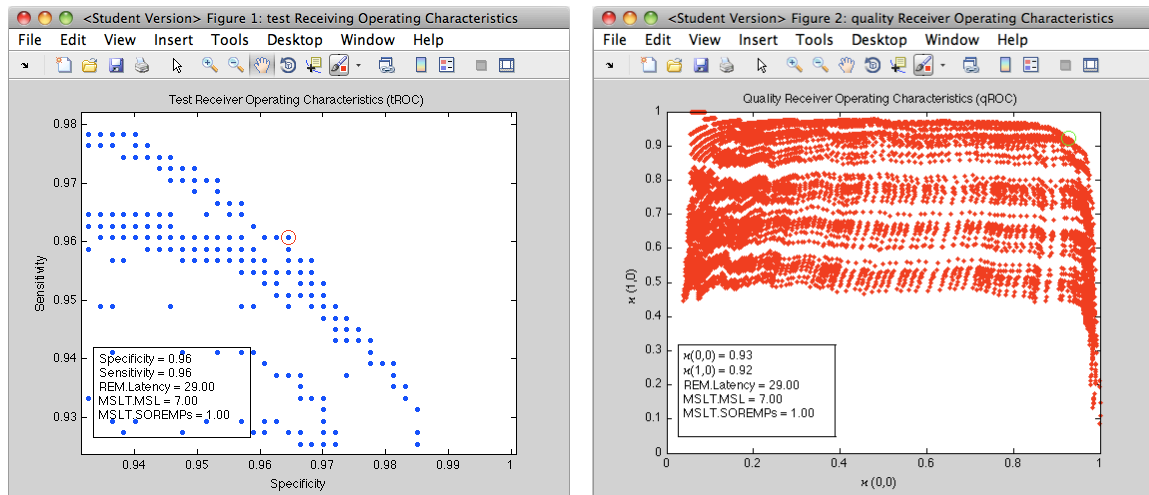 <Student Version> Figure 1: test Receiving Operating Characteristics
File Edit View Insert Tools Desktop Window Help
Test Receiver Operating Characteristics (tROC)
0.98
0.97
0.96
0.95
0.94
0.93
Sensitivity
Specificity = 0.96
Sensitivity = 0.96
REM.Latency = 29.00
MSLT.MSL = 7.00
MSLT.SOREMPs = 1.00
0.94 0.95 0.96 0.97 0.98 0.99 1
Specificity
<Student Version> Figure 2: quality Receiver Operating Characteristics
File Edit View Insert Tools Desktop Window Help
Quality Receiver Operating Characteristics (qROC)
1
0.9
0.8
0.7
0.6
0.5
0.4
0.3
0.2
0.1
0
ϰ (1,0)
ϰ(0,0) = 0.93
ϰ(1,0) = 0.92
REM.Latency = 29.00
MSLT.MSL = 7.00
MSLT.SOREMPs = 1.00
0 0.2 0.4 0.6 0.8 1
ϰ (0,0)